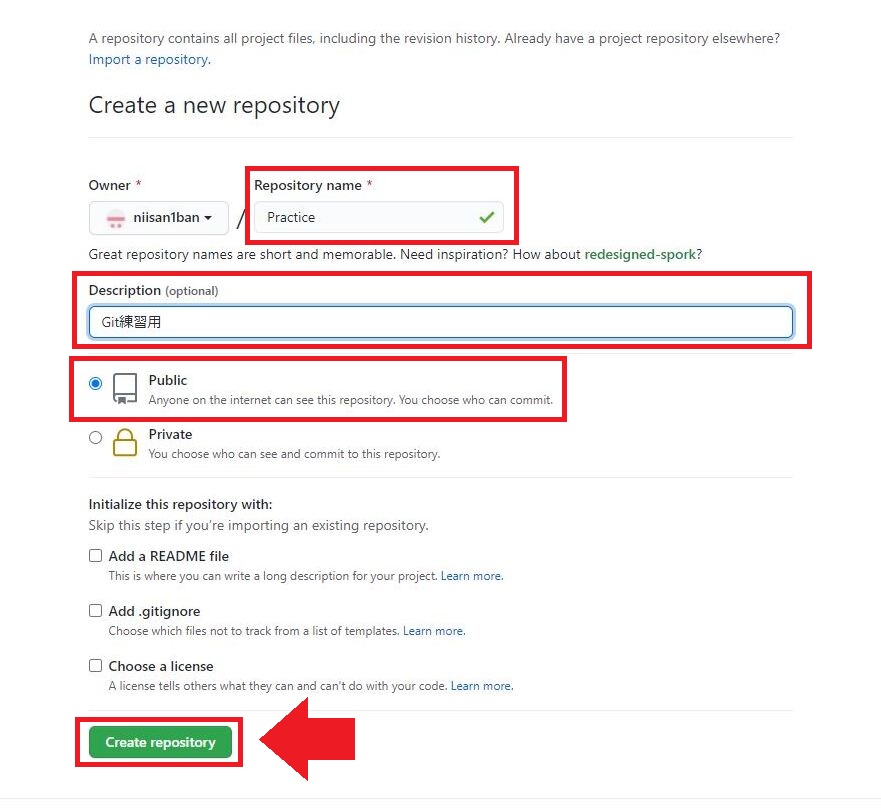 A repository contains all project files, including the revision history. Already have a project repository elsewhere?
Import a repository.
Create a new repository
Owner *
Repository name *
niisan1ban
/
Practice
Great repository names are short and memorable. Need inspiration? How about redesigned-spork?
Description (optional)
Git練習用
Public
Anyone on the internet can see this repository. You choose who can commit.
Private
You choose who can see and commit to this repository.
Initialize this repository with:
Skip this step if you're importing an existing repository.
Add a README file
This is where you can write a long description for your project. Learn more.
Add .gitignore
Choose which files not to track from a list of templates. Learn more.
Choose a license
A license tells others what they can and can't do with your code. Learn more.
Create repository